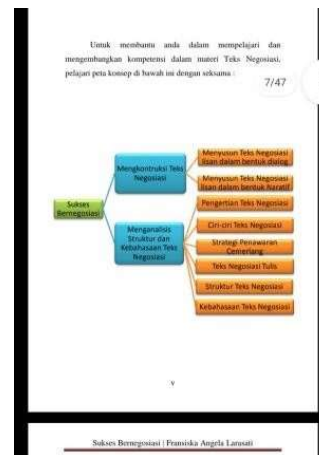 Untuk membantu anda dalam mempelajari dan
mengembangkan kompetensi dalam materi Teks Negosiasi,
pelajari peta konsep di bawah ini dengan seksama :
7/47
Sukses
Bernegosiasi
Mengkontruksi Teks
Negosiasi
Menyusun Teks Negosiasi
lisan dalam bentuk dialog
Menyusun Teks Negosiasi
lisan dalam bentuk Naratif
Menganalisis
Struktur dan
Kebahasaan Teks
Negosiasi
Pengertian Teks Negosiasi
Ciri-ciri Teks Negosiasi
Strategi Penawaran
Cemerlang
Teks Negosiasi Tulis
Struktur Teks Negosiasi
Kebahasaan Teks Negosiasi
v
Sukses Bernegosiasi | Fransiska Angela Larasati